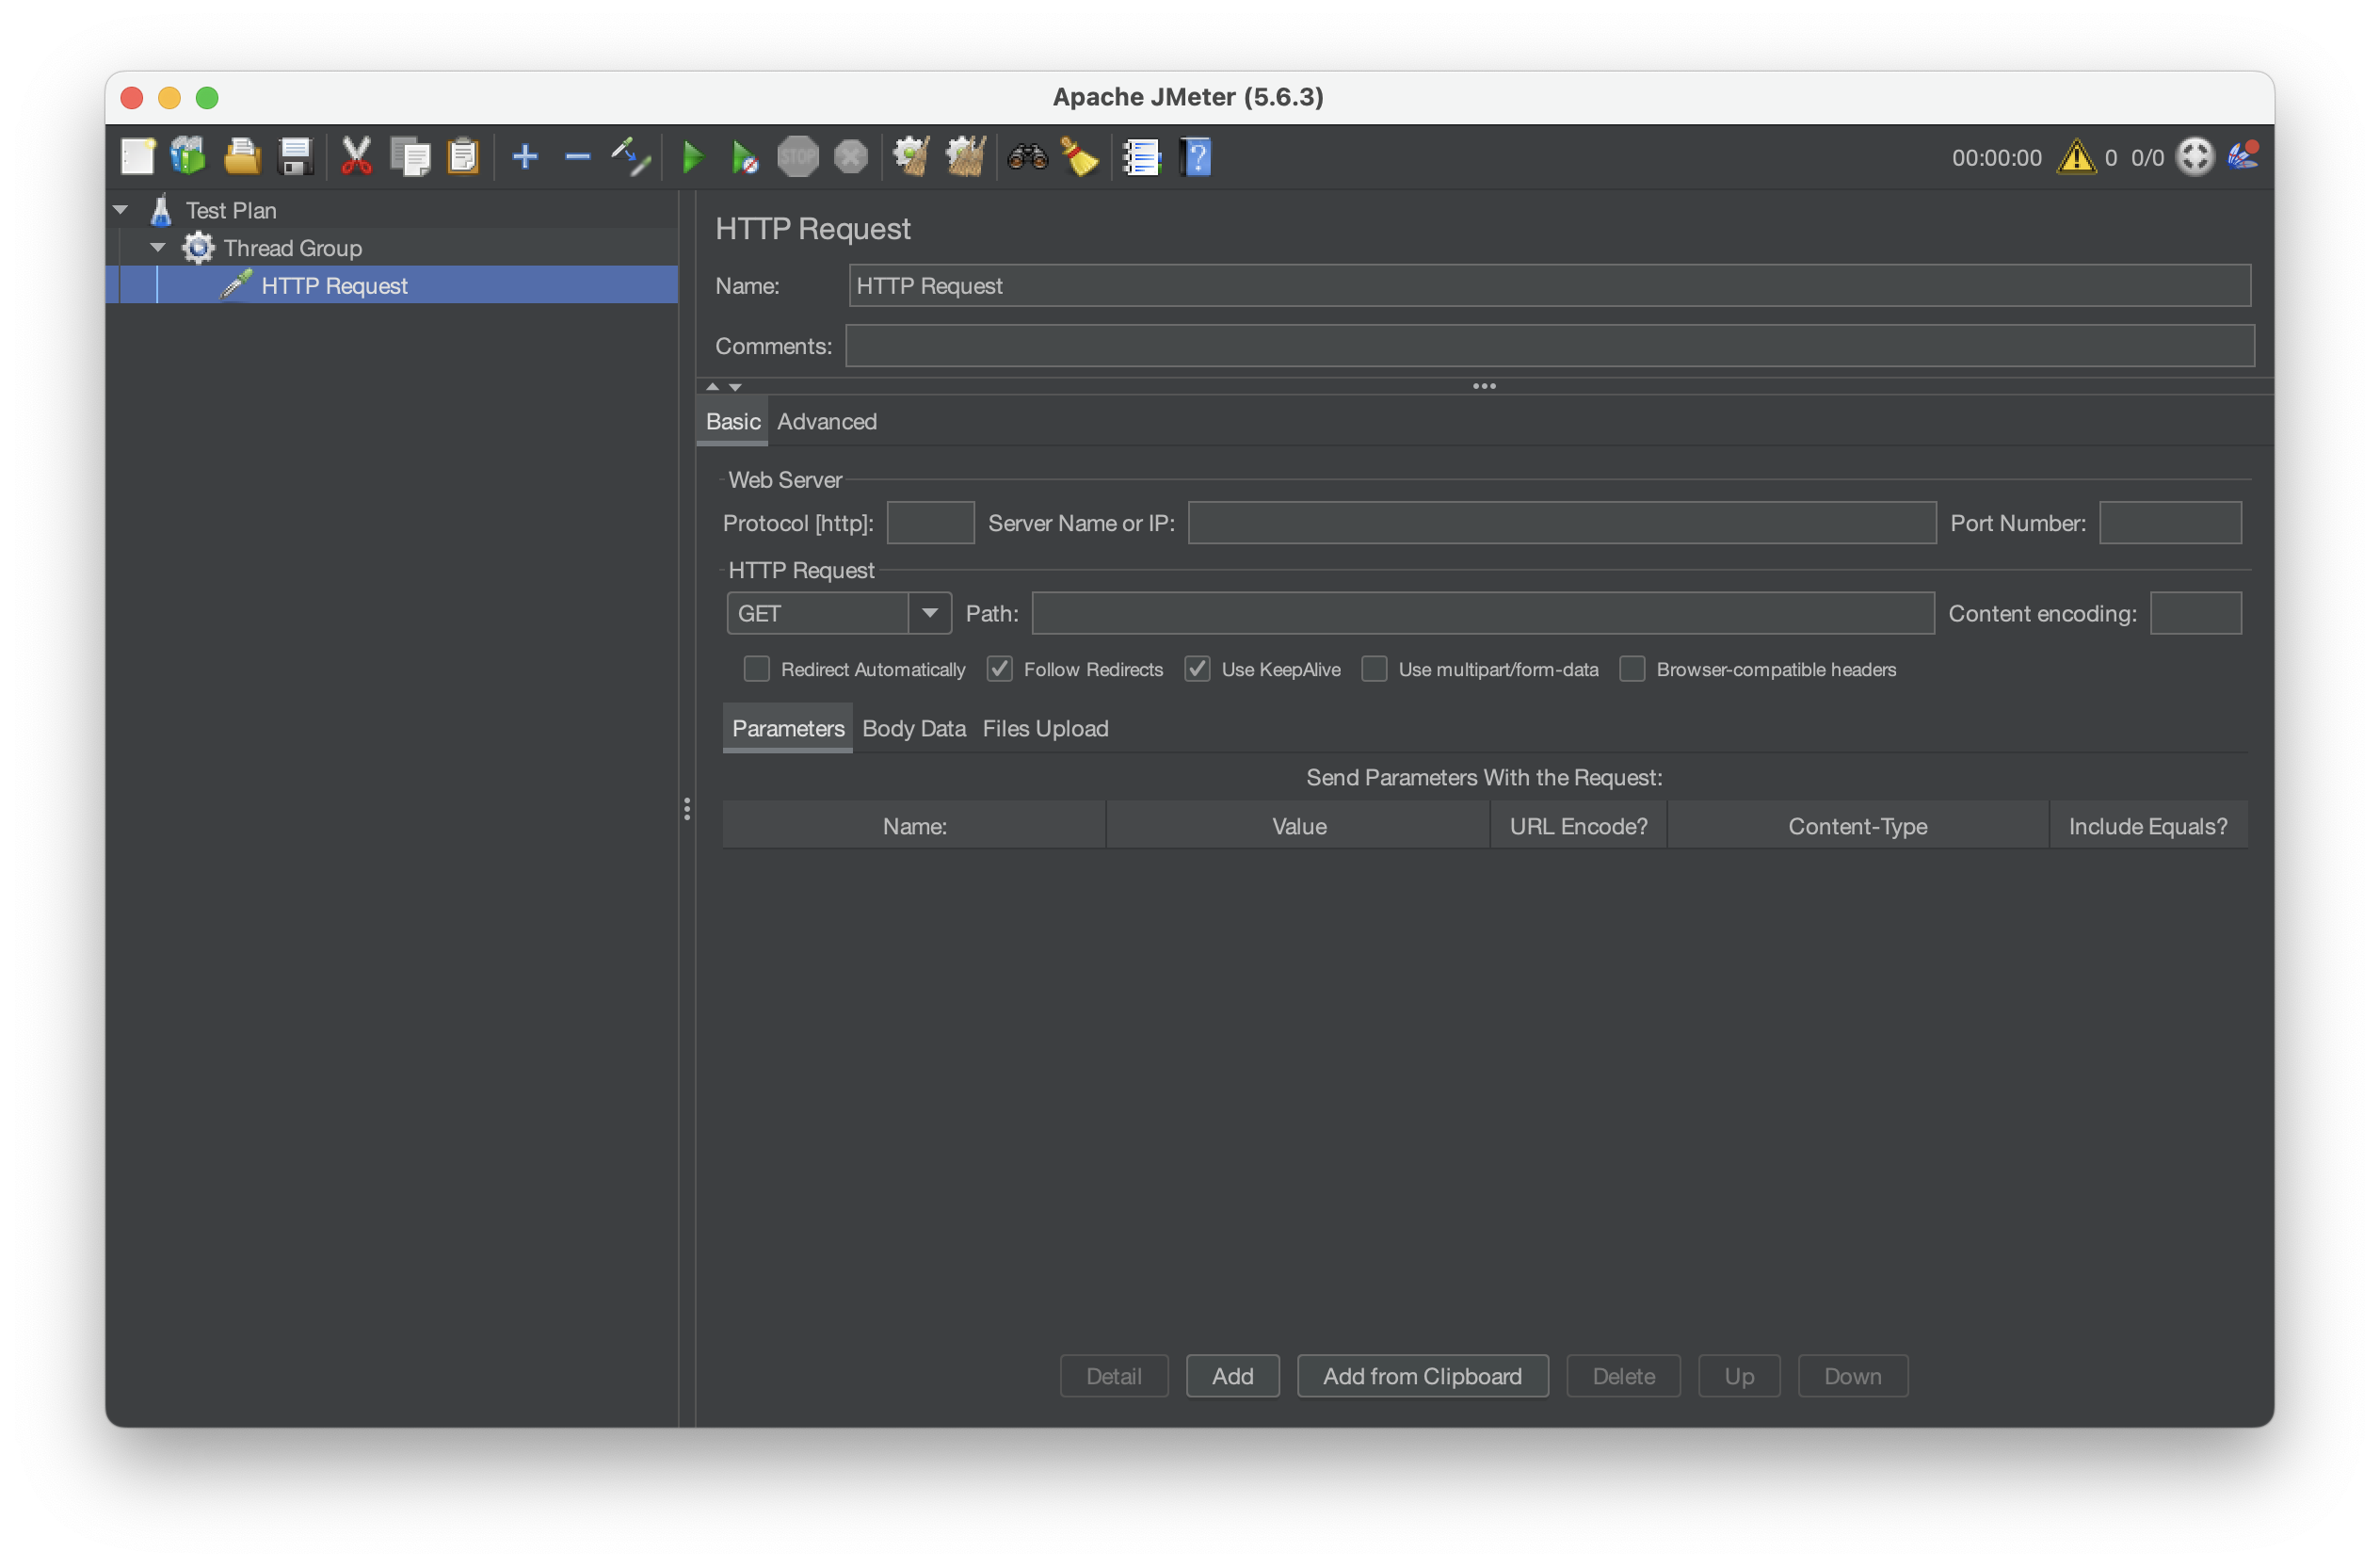 Apache JMeter (5.6.3)
STOP
00:00:00 0 0/0
Test Plan
Thread Group
HTTP Request
HTTP Request
Name: HTTP Request
Comments:
Basic Advanced
Web Server
Protocol [http]: Server Name or IP: Port Number:
HTTP Request
GET Path: Content encoding:
Redirect Automatically Follow Redirects Use KeepAlive Use multipart/form-data Browser-compatible headers
Parameters Body Data Files Upload
Send Parameters With the Request:
Name: Value URL Encode? Content-Type Include Equals?
Detail Add Add from Clipboard Delete Up Down